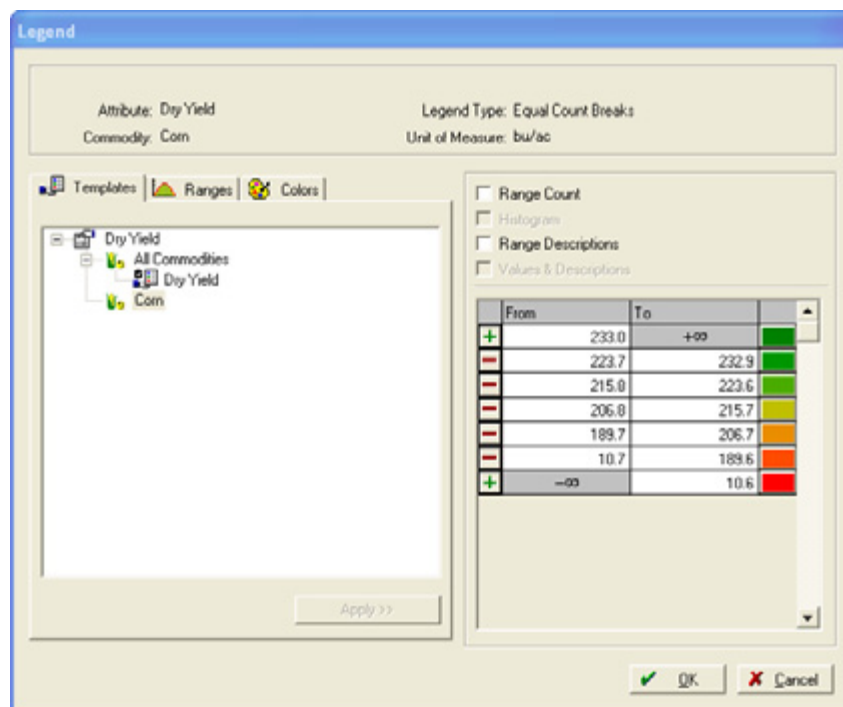 Legend
Attribute: Dry Yield
Legend Type: Equal Count Breaks
Commodity: Corn
Unit of Measure: bu/ac
Templates Ranges Colors
Dry Yield
All Commodities
Dry Yield
Corn
Apply >>
Range Count
Histogram
Range Descriptions
Values & Descriptions
From To
233.0 +∞
223.7 232.9
215.8 223.6
206.8 215.7
189.7 206.7
10.7 189.6
-∞ 10.6
OK Cancel